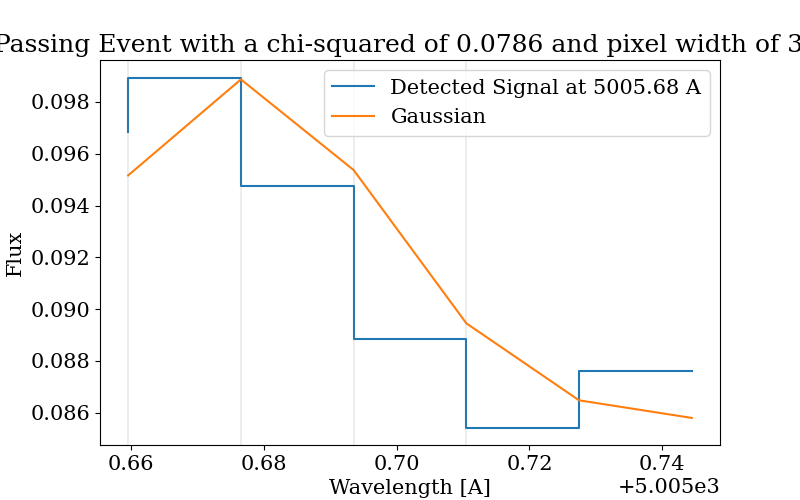 Passing Event with a chi-squared of 0.0786 and pixel width of 3
Detected Signal at 5005.68 A
Gaussian
0.098
0.096
0.094
0.092
0.090
0.088
0.086
Flux
0.66 0.68 0.70 0.72 0.74
+5.005e3
Wavelength [A]